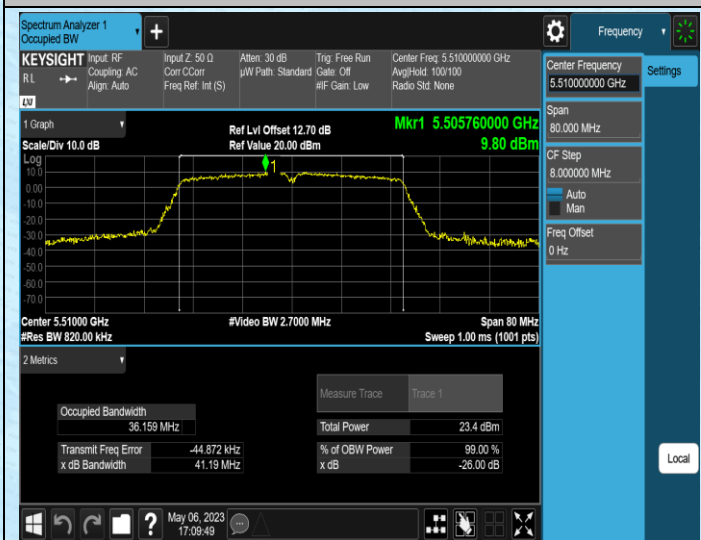 Spectrum Analyzer 1
Occupied BW
Frequency
KEYSIGHT
RL
LXI
Input: RF
Coupling: AC
Align: Auto
Input Z: 50 Ω
Corr CCorr
Freq Ref: Int (S)
Atten: 30 dB
µW Path: Standard
Trig: Free Run
Gate: Off
#IF Gain: Low
Center Freq: 5.510000000 GHz
Avg|Hold: 100/100
Radio Std: None
Center Frequency
5.510000000 GHz
Settings
Span
80.000 MHz
CF Step
8.000000 MHz
Auto
Man
Freq Offset
0 Hz
1 Graph
Scale/Div 10.0 dB
Ref Lvl Offset 12.70 dB
Ref Value 20.00 dBm
Mkr1 5.505760000 GHz
9.80 dBm
Log
10.0
0.00
-10.0
-20.0
-30.0
-40.0
-50.0
-60.0
-70.0
1
Center 5.51000 GHz
#Res BW 820.00 kHz
#Video BW 2.7000 MHz
Span 80 MHz
Sweep 1.00 ms (1001 pts)
2 Metrics
Measure Trace Trace 1
Occupied Bandwidth
36.159 MHz
Total Power 23.4 dBm
Transmit Freq Error -44.872 kHz
% of OBW Power 99.00 %
x dB Bandwidth 41.19 MHz
x dB -26.00 dB
Local
?
May 06, 2023
17:09:49